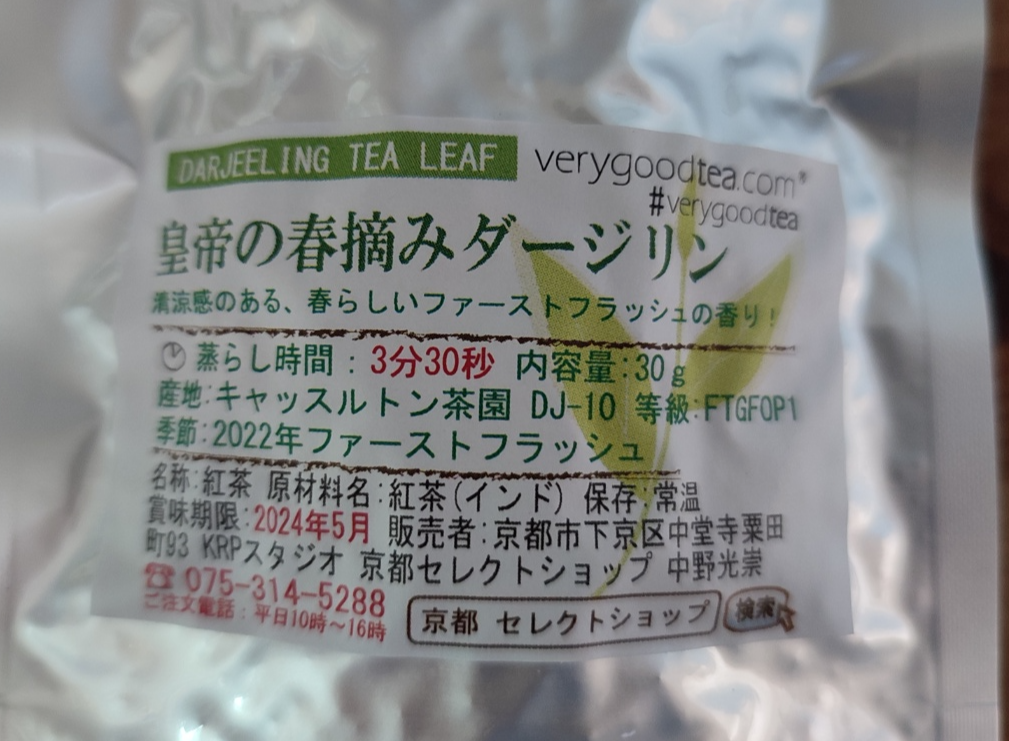 DARJEELING TEA LEAF
verygoodtea.com®
#verygoodtea
皇帝の春摘みダージリン
清涼感のある、春らしいファーストフラッシュの香り!
蒸らし時間:3分30秒 内容量:30g
産地:キャッスルトン茶園 DJ-10 等級:FTGFOP1
季節:2022年ファーストフラッシュ
名称:紅茶 原材料名:紅茶(インド) 保存:常温
賞味期限:2024年5月 販売者:京都市下京区中堂寺粟田
町93 KRPスタジオ 京都セレクトショップ 中野光崇
☎075-314-5288
ご注文電話:平日10時~16時
京都 セレクトショップ 検索